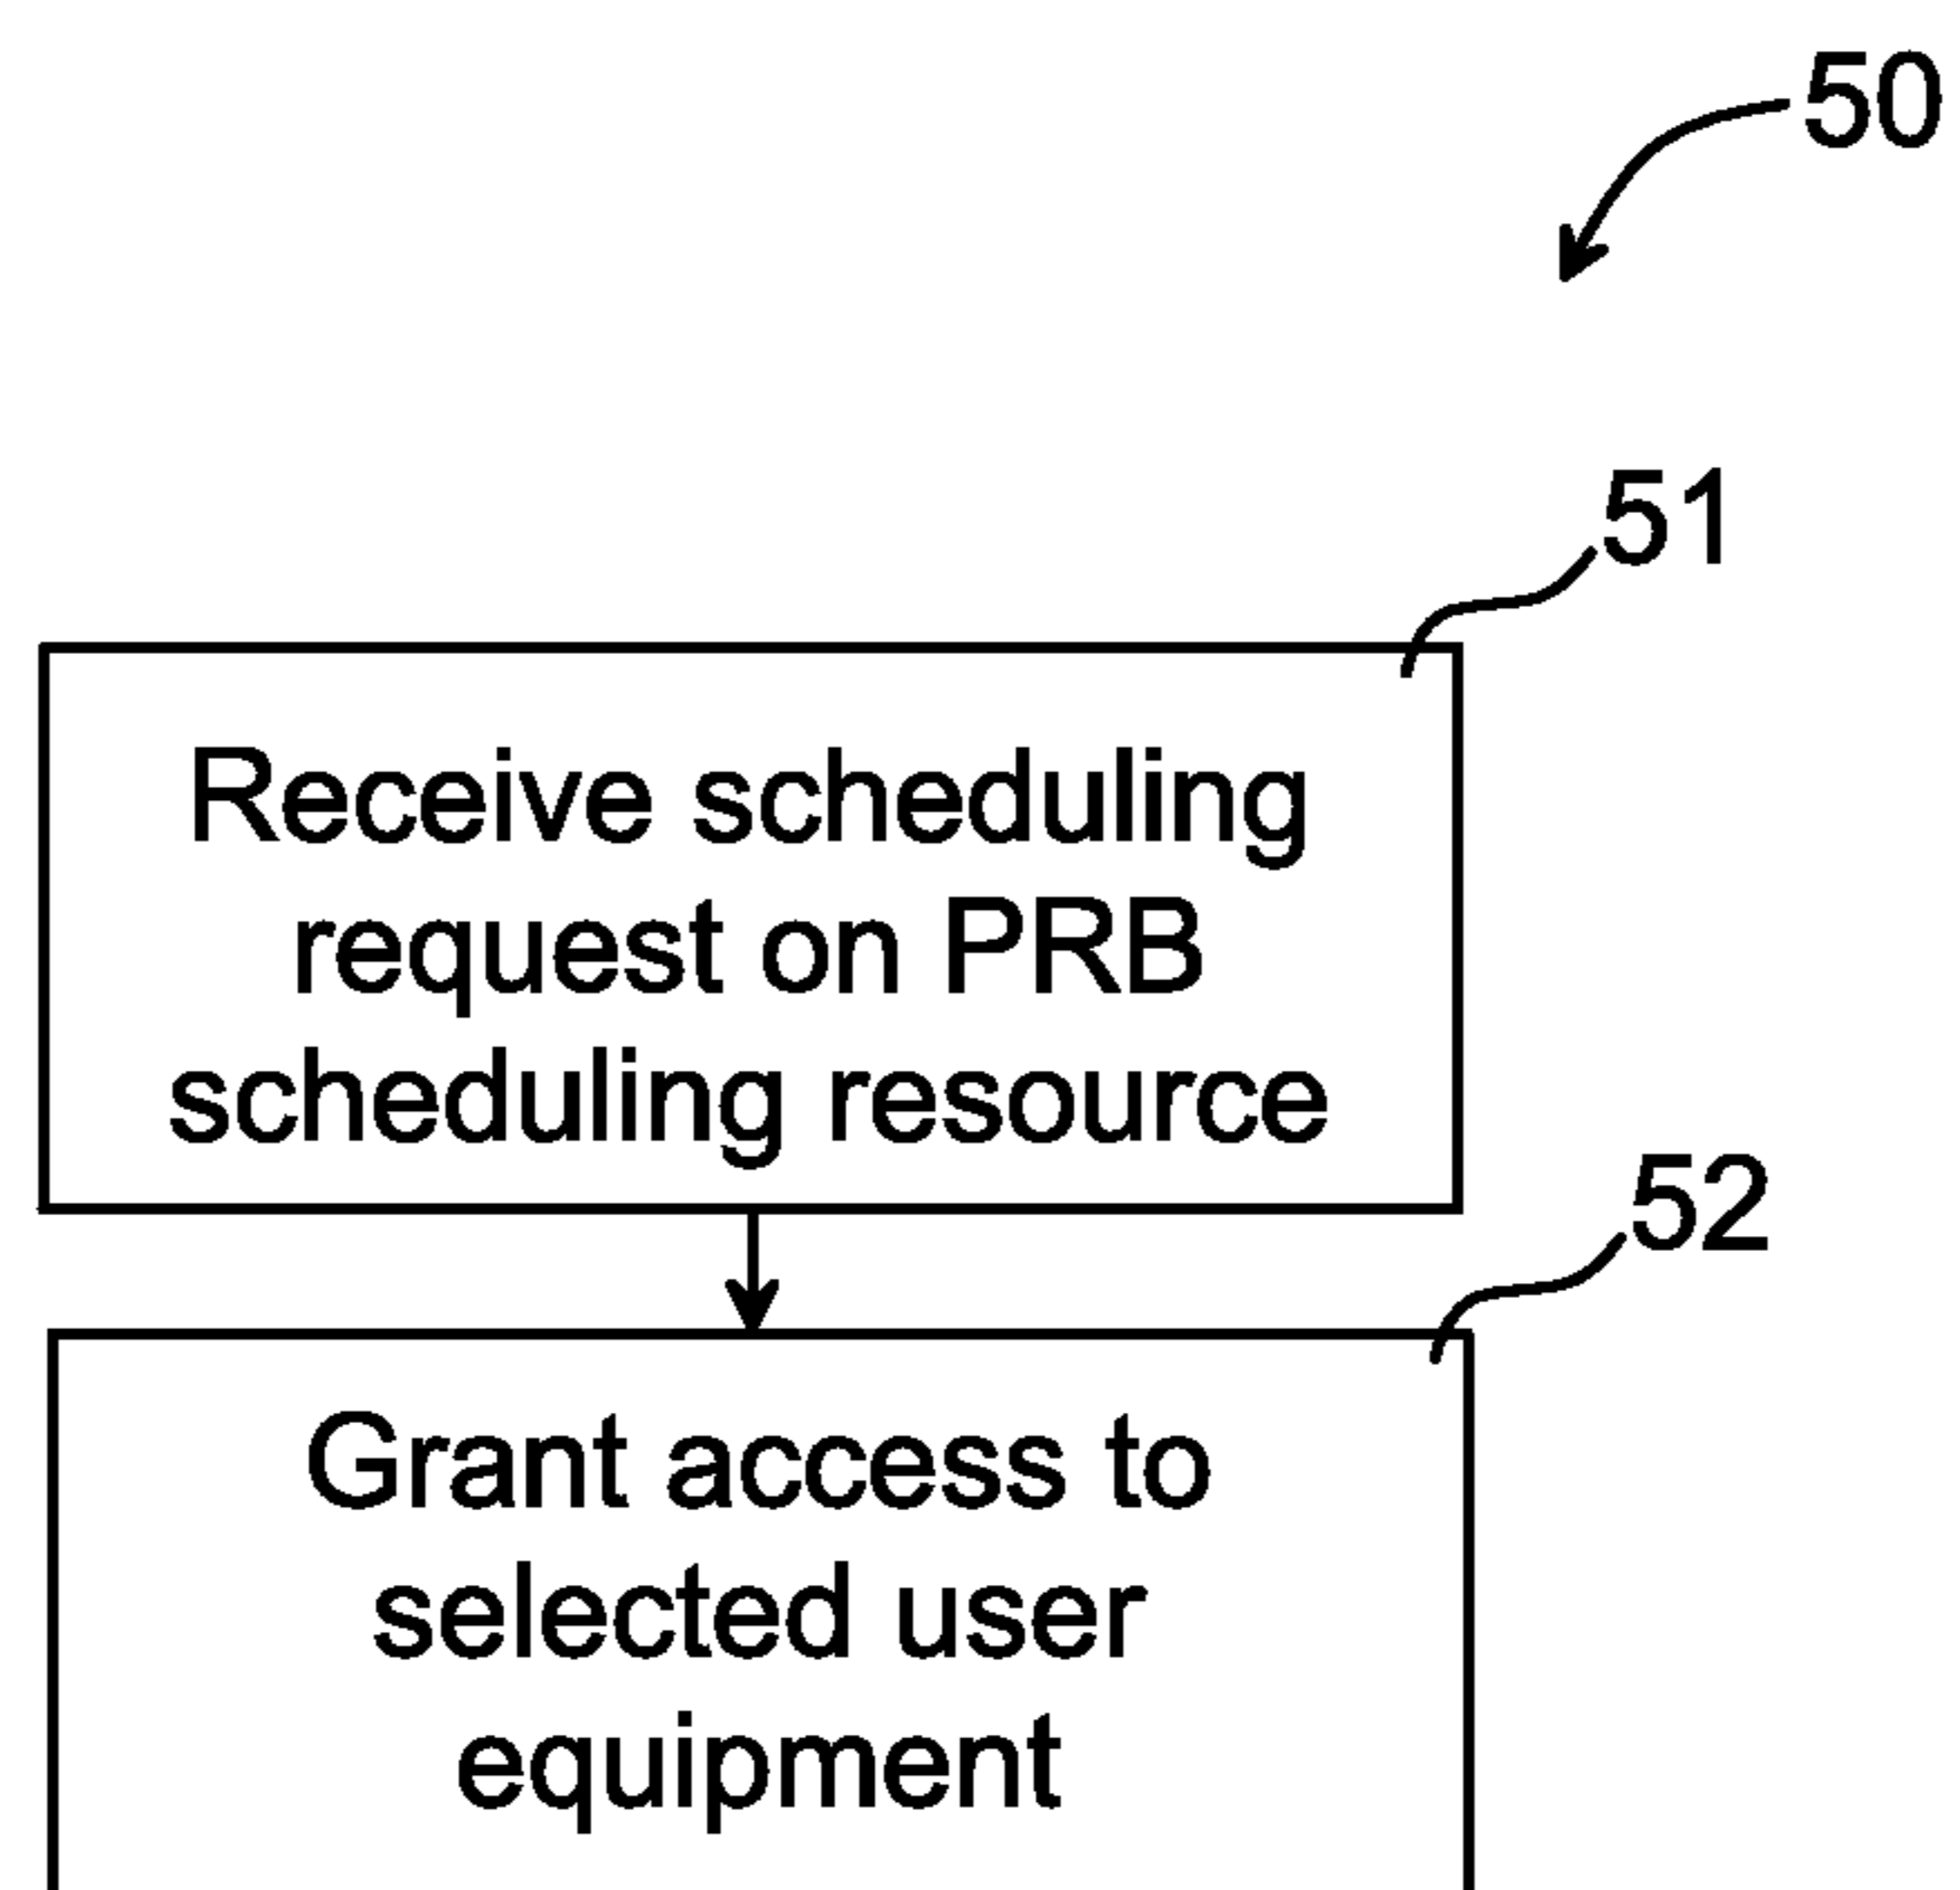 50
51
Receive scheduling
request on PRB
scheduling resource
52
Grant access to
selected user
equipment